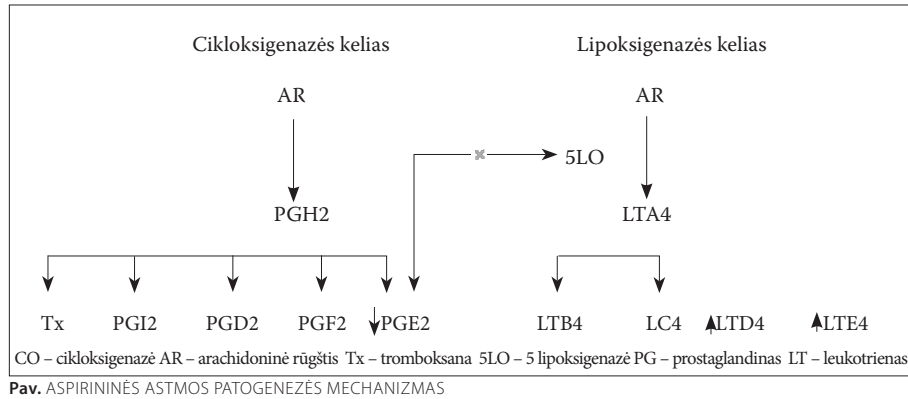 Cikloksigenazės kelias Lipoksigenazės kelias
AR AR
5LO
PGH2 LTA4
Tx PGI2 PGD2 PGF2 PGE2 LTB4 LC4 LTD4 LTE4
CO – cikloksigenazė AR – arachidoninė rūgštis Tx – tromboksana 5LO – 5 lipoksigenazė PG – prostaglandinas LT – leukotrienas
Pav. ASPIRININĖS ASTMOS PATOGENEZĖS MECHANIZMAS